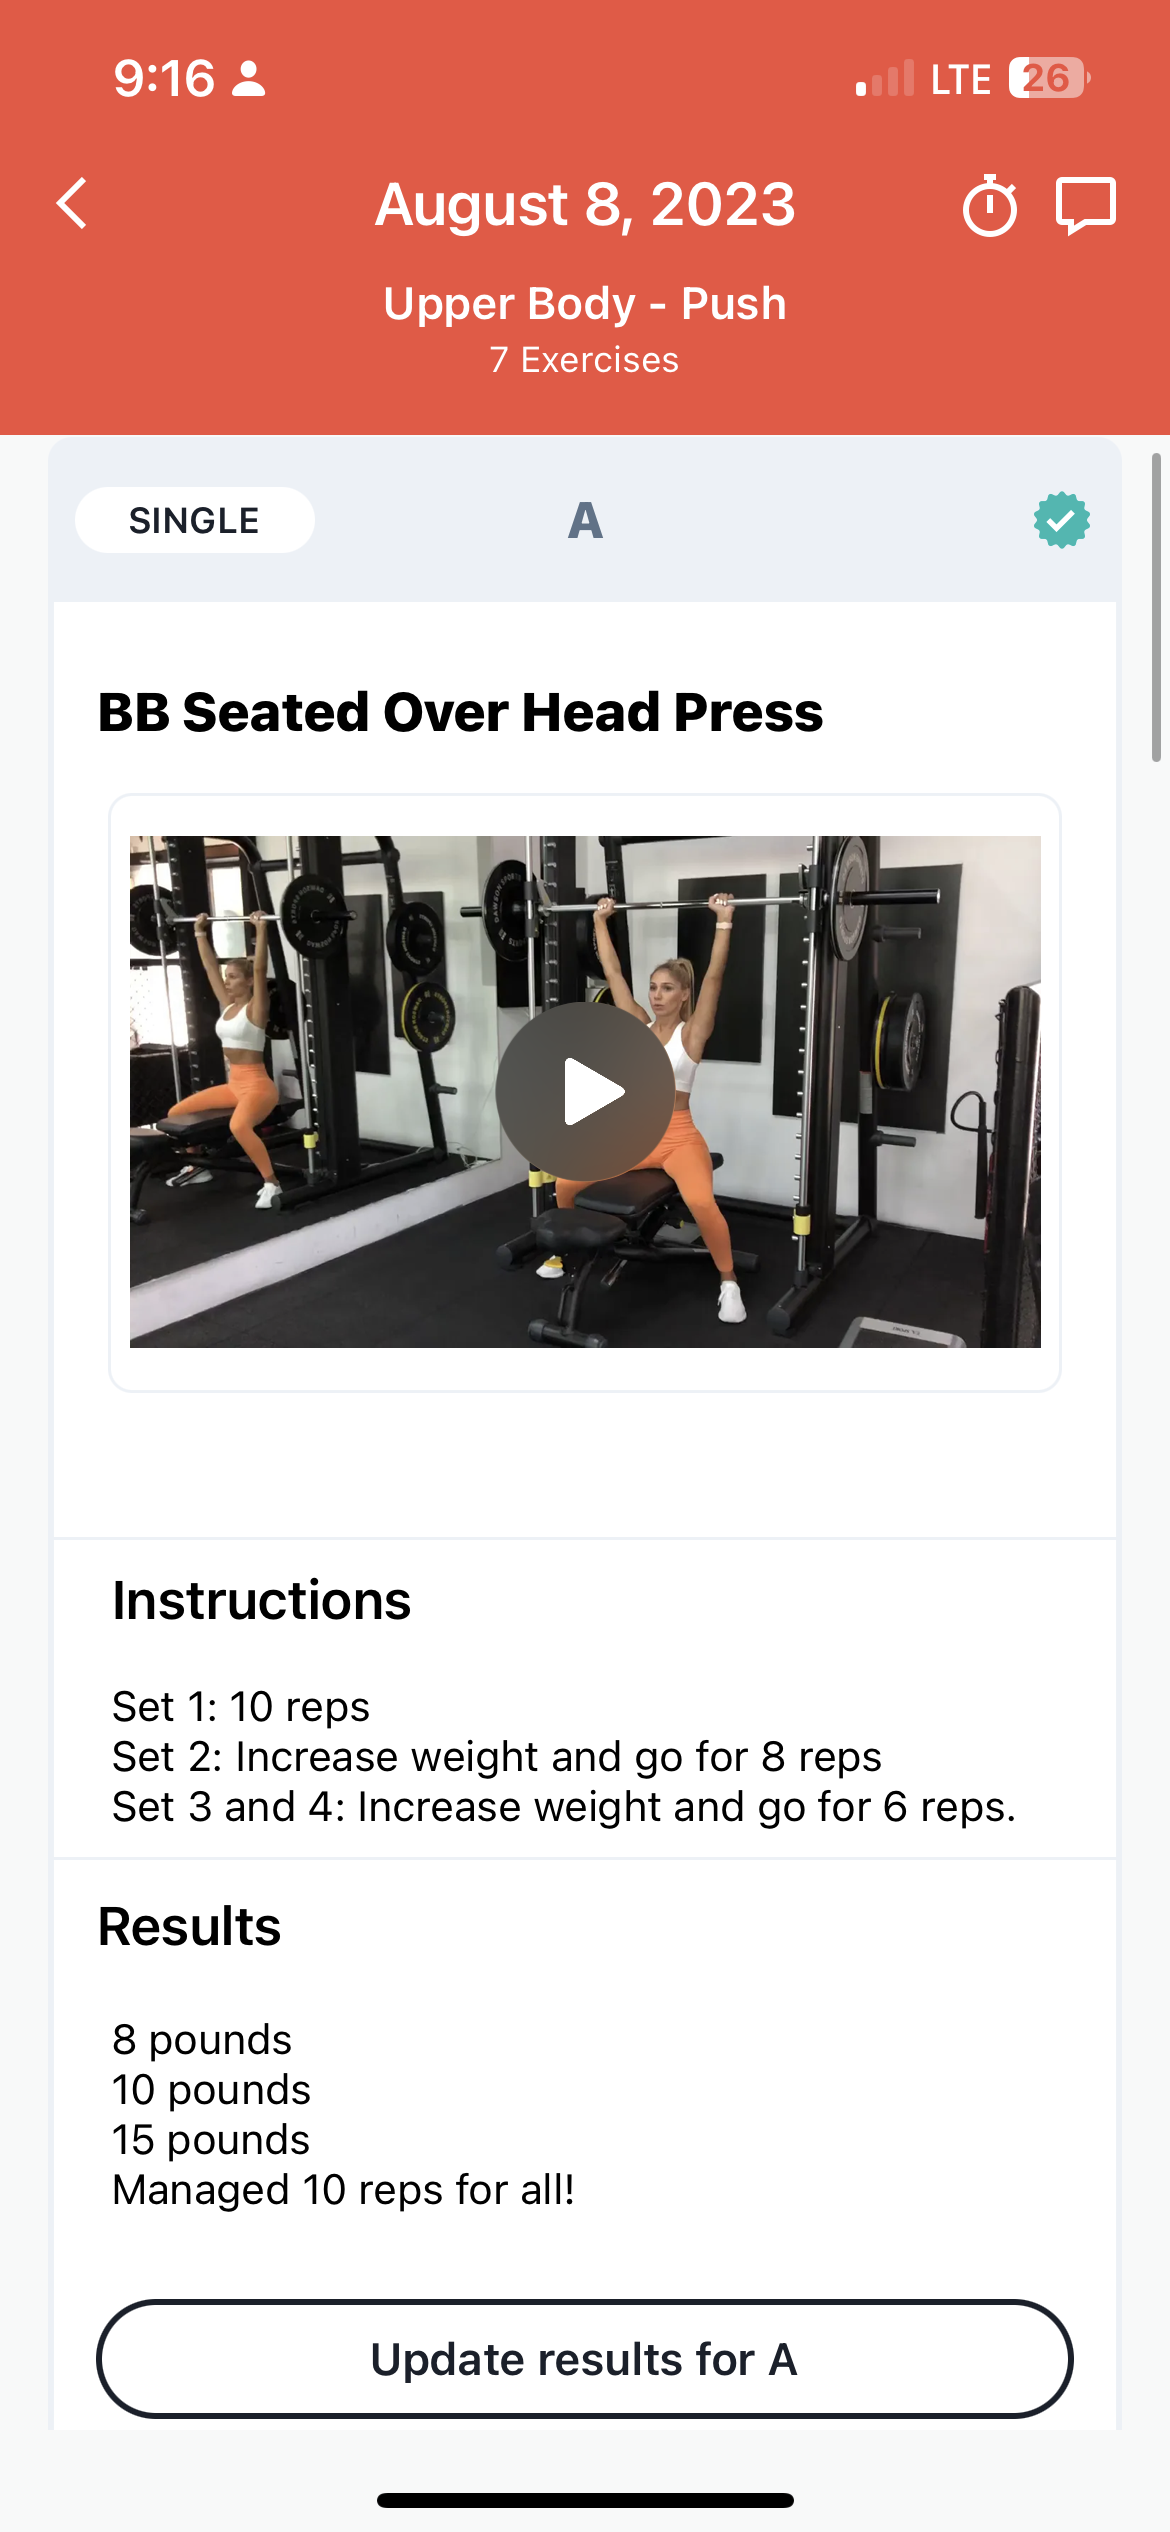 9:16
LTE
26
August 8, 2023
Upper Body - Push
7 Exercises
SINGLE
A
BB Seated Over Head Press
Instructions
Set 1: 10 reps
Set 2: Increase weight and go for 8 reps
Set 3 and 4: Increase weight and go for 6 reps.
Results
8 pounds
10 pounds
15 pounds
Managed 10 reps for all!
Update results for A